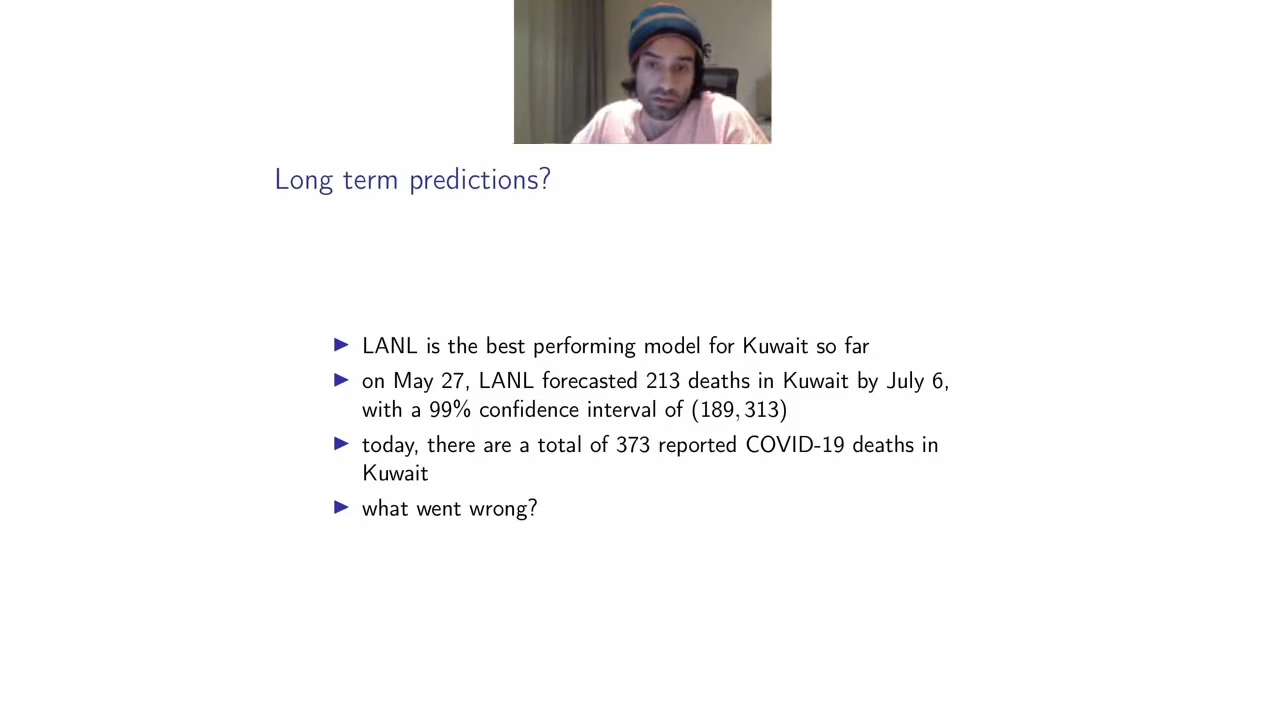 Long term predictions?
▶ LANL is the best performing model for Kuwait so far
▶ on May 27, LANL forecasted 213 deaths in Kuwait by July 6,
with a 99% confidence interval of (189, 313)
▶ today, there are a total of 373 reported COVID-19 deaths in
Kuwait
▶ what went wrong?